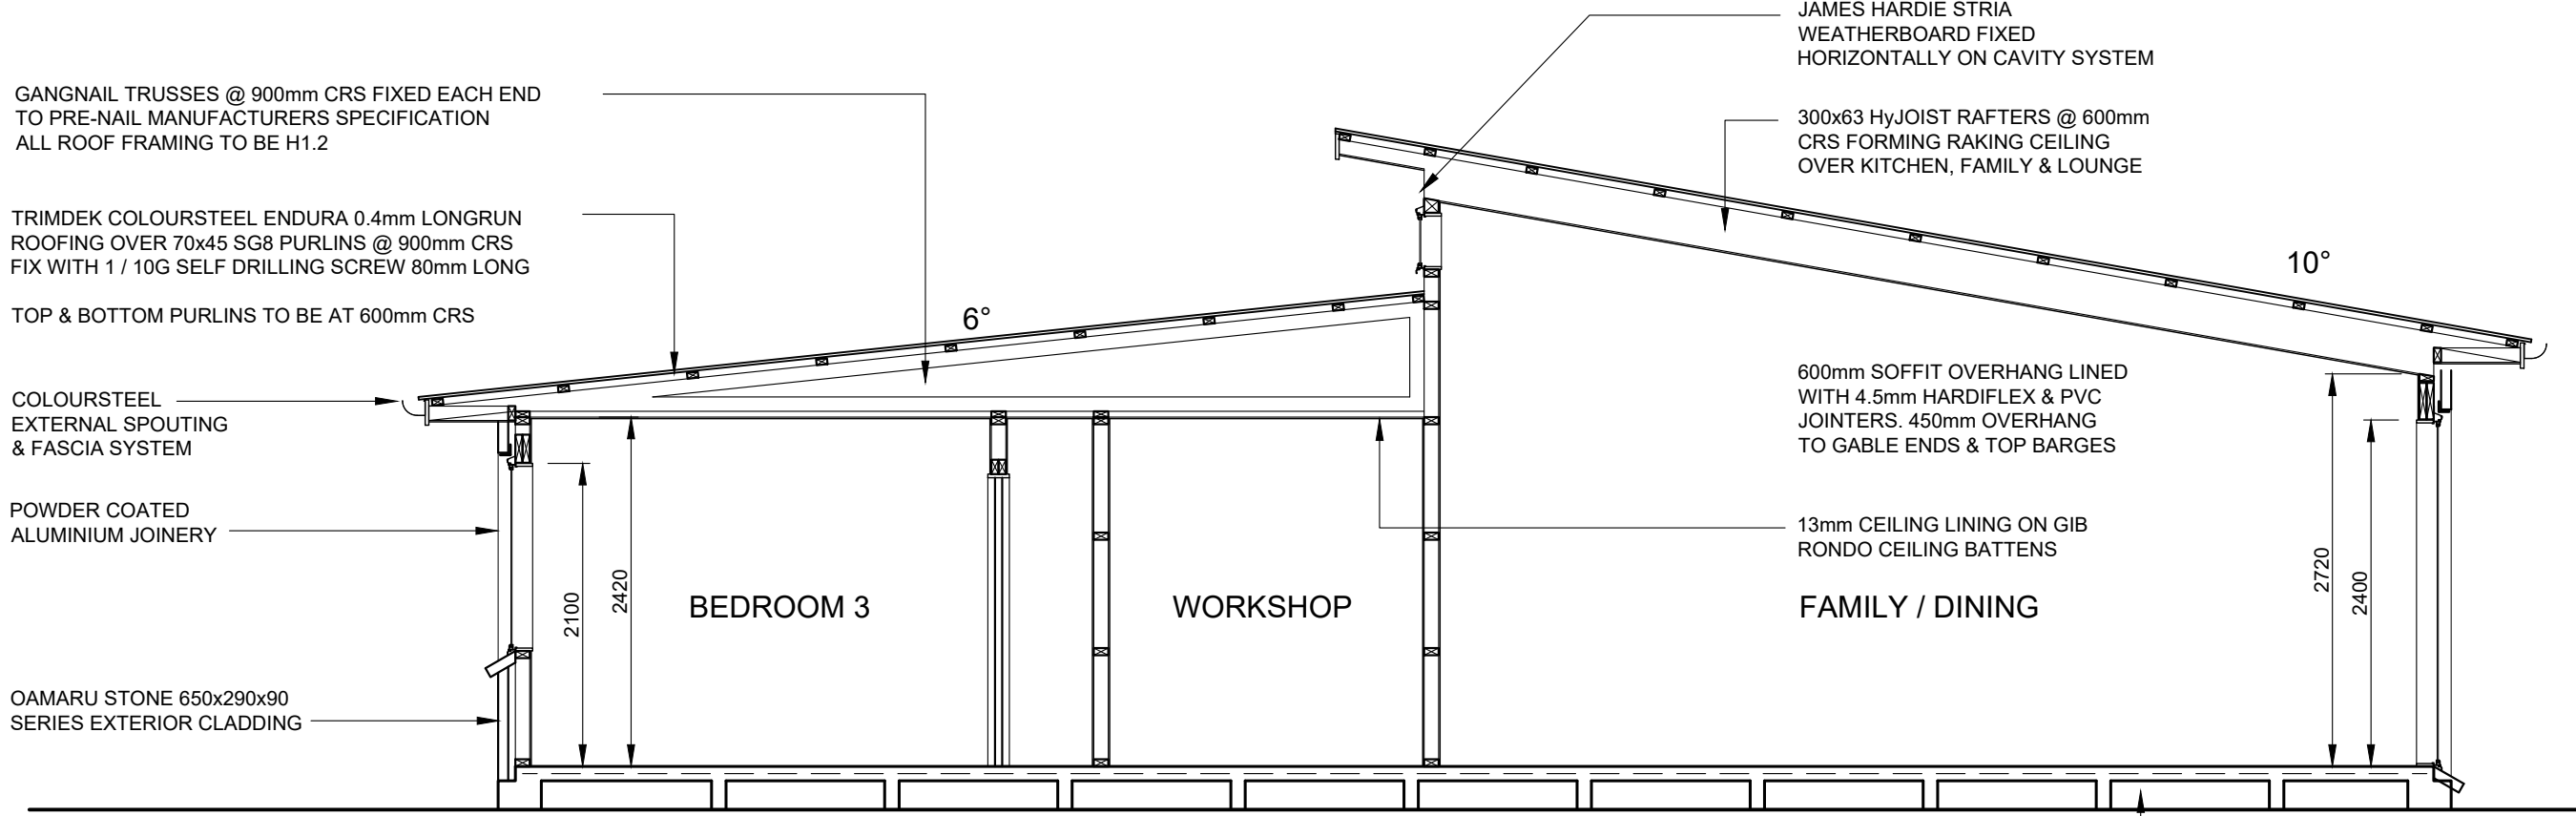 JAMES HARDIE STRIA
WEATHERBOARD FIXED
HORIZONTALLY ON CAVITY SYSTEM
GANGNAIL TRUSSES @ 900mm CRS FIXED EACH END
TO PRE-NAIL MANUFACTURERS SPECIFICATION
ALL ROOF FRAMING TO BE H1.2
300x63 HyJOIST RAFTERS @ 600mm
CRS FORMING RAKING CEILING
OVER KITCHEN, FAMILY & LOUNGE
TRIMDEK COLOURSTEEL ENDURA 0.4mm LONGRUN
ROOFING OVER 70x45 SG8 PURLINS @ 900mm CRS
FIX WITH 1 / 10G SELF DRILLING SCREW 80mm LONG
TOP & BOTTOM PURLINS TO BE AT 600mm CRS
6°
10°
COLOURSTEEL
EXTERNAL SPOUTING
& FASCIA SYSTEM
600mm SOFFIT OVERHANG LINED
WITH 4.5mm HARDIFLEX & PVC
JOINTERS. 450mm OVERHANG
TO GABLE ENDS & TOP BARGES
POWDER COATED
ALUMINIUM JOINERY
13mm CEILING LINING ON GIB
RONDO CEILING BATTENS
2100
2420
BEDROOM 3
WORKSHOP
FAMILY / DINING
2720
2400
OAMARU STONE 650x290x90
SERIES EXTERIOR CLADDING